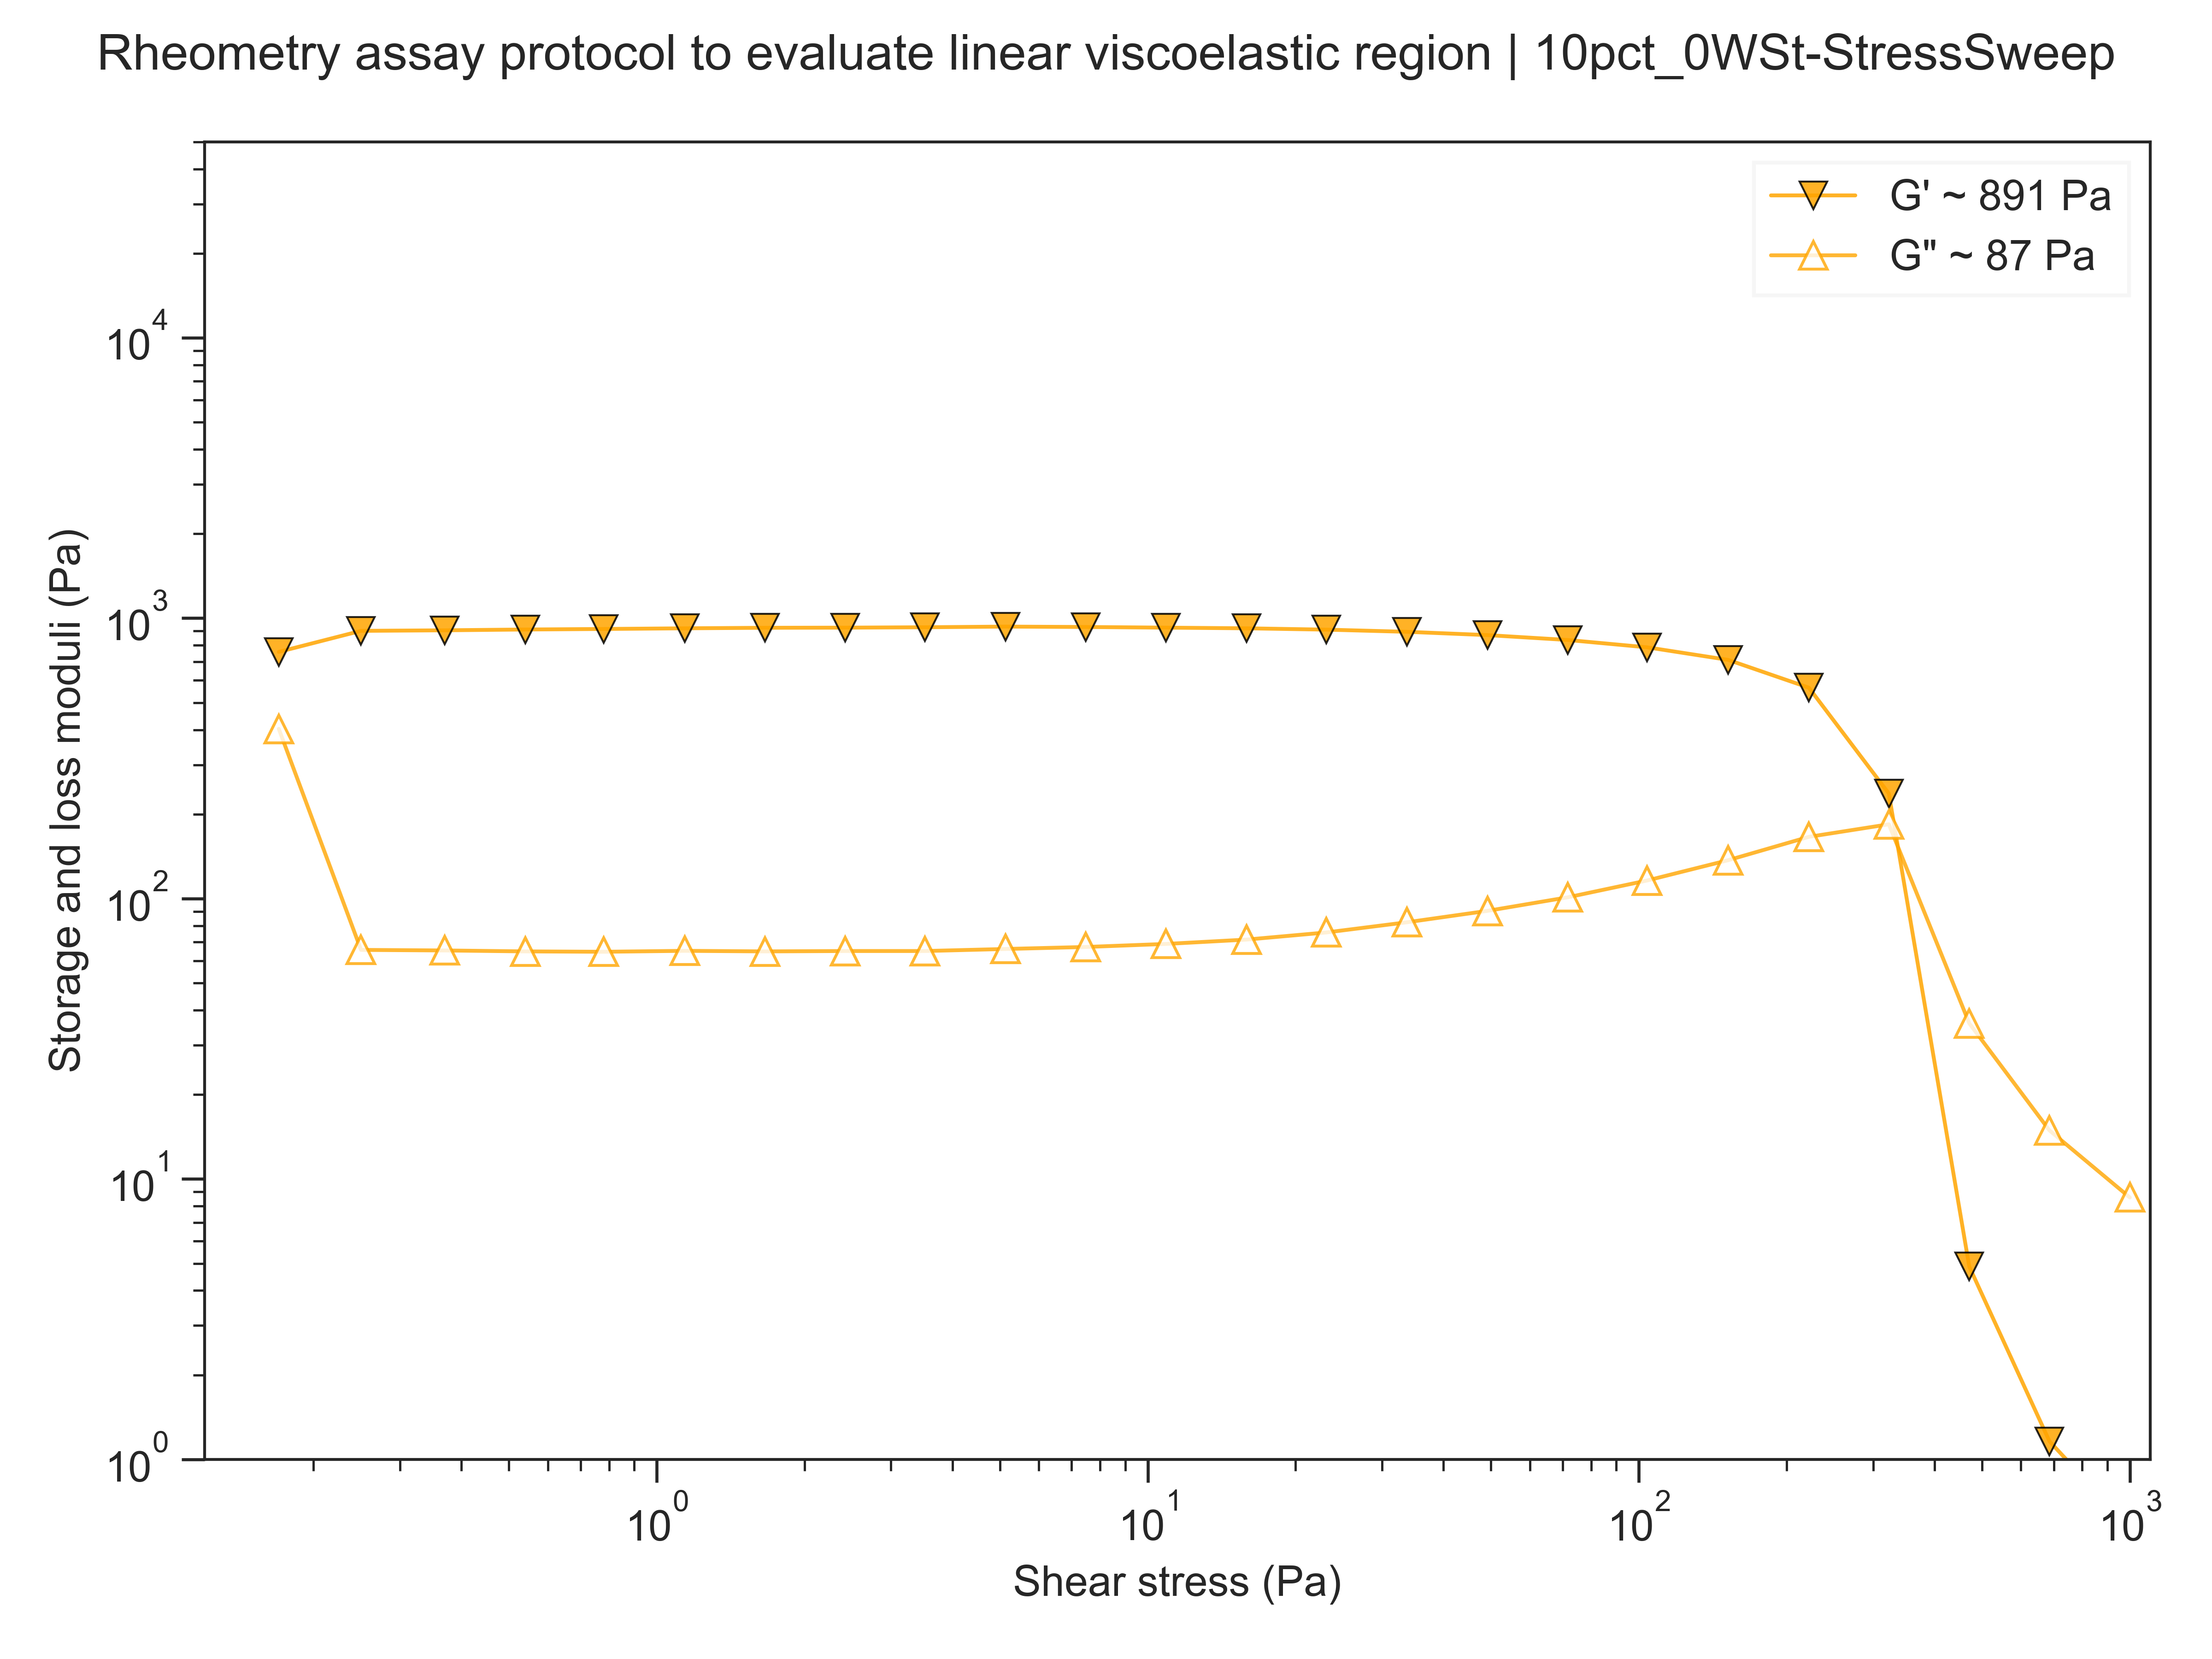 Rheometry assay protocol to evaluate linear viscoelastic region | 10pct_0WSt-StressSweep
G' ~ 891 Pa
G" ~ 87 Pa
Storage and loss moduli (Pa)
10^4
10^3
10^2
10^1
10^0
10^0 10^1 10^2 10^3
Shear stress (Pa)